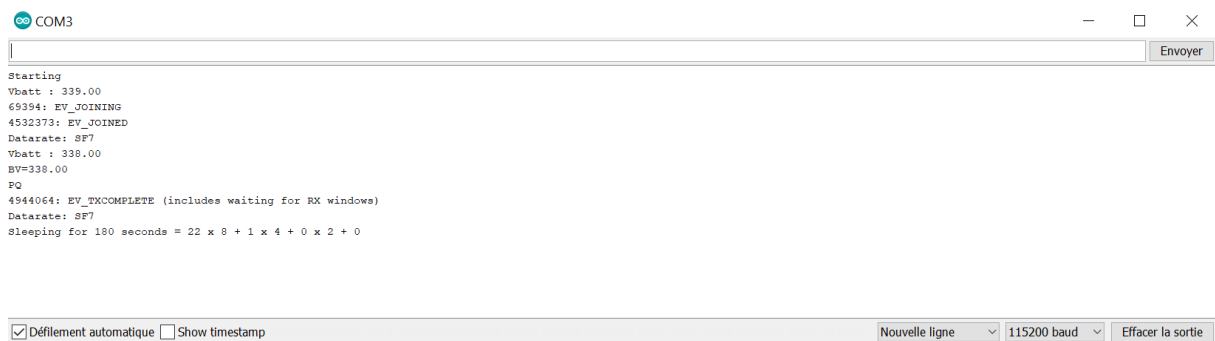 COM3
Envoyer
Starting
Vbatt : 339.00
69394: EV_JOINING
4532373: EV_JOINED
Datarate: SF7
Vbatt : 338.00
BV=338.00
PQ
4944064: EV_TXCOMPLETE (includes waiting for RX windows)
Datarate: SF7
Sleeping for 180 seconds = 22 x 8 + 1 x 4 + 0 x 2 + 0
Défilement automatique Show timestamp Nouvelle ligne 115200 baud Effacer la sortie